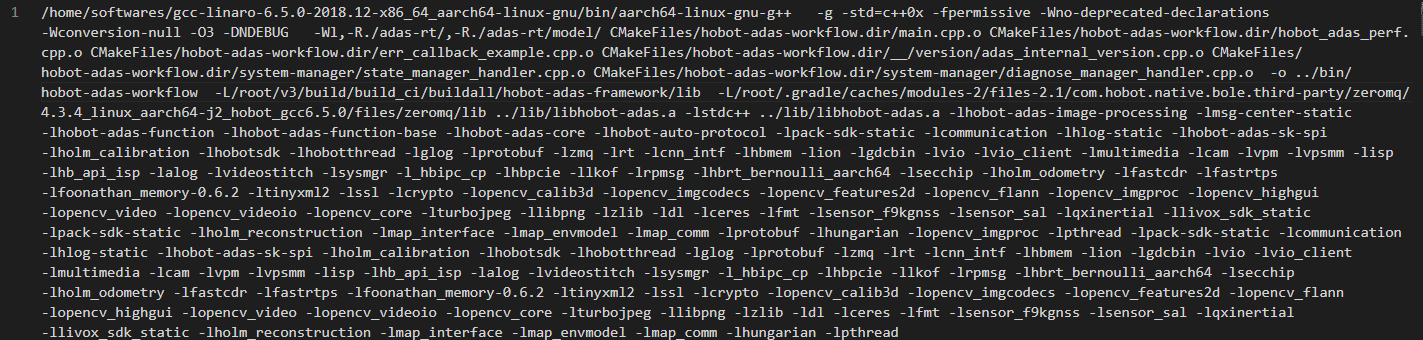 1 /home/softwares/gcc-linaro-6.5.0-2018.12-x86_64_aarch64-linux-gnu/bin/aarch64-linux-gnu-g++   -g -std=c++0x -fpermissive -Wno-deprecated-declarations
-Wconversion-null -O3 -DNDEBUG   -Wl,-R./adas-rt/,-R./adas-rt/model/ CMakeFiles/hobot-adas-workflow.dir/main.cpp.o CMakeFiles/hobot-adas-workflow.dir/hobot_adas_perf.
cpp.o CMakeFiles/hobot-adas-workflow.dir/err_callback_example.cpp.o CMakeFiles/hobot-adas-workflow.dir/__/version/adas_internal_version.cpp.o CMakeFiles/
hobot-adas-workflow.dir/system-manager/state_manager_handler.cpp.o CMakeFiles/hobot-adas-workflow.dir/system-manager/diagnose_manager_handler.cpp.o  -o ../bin/
hobot-adas-workflow  -L/root/v3/build/build_ci/buildall/hobot-adas-framework/lib  -L/root/.gradle/caches/modules-2/files-2.1/com.hobot.native.bole.third-party/zeromq/
4.3.4_linux_aarch64-j2_hobot_gcc6.5.0/files/zeromq/lib ../lib/libhobot-adas.a -lstdc++ ../lib/libhobot-adas.a -lhobot-adas-image-processing -lmsg-center-static
-lhobot-adas-function -lhobot-adas-function-base -lhobot-adas-core -lhobot-auto-protocol -lpack-sdk-static -lcommunication -lhlog-static -lhobot-adas-sk-spi
-lholm_calibration -lhobotsdk -lhobotthread -lglog -lprotobuf -lzmq -lrt -lcnn_intf -lhbmem -lion -lgdcbin -lvio -lvio_client -lmultimedia -lcam -lvpm -lvpsmm -lisp
-lhb_api_isp -lalog -lvideostitch -lsysmgr -l_hbipc_cp -lhbpcie -llkof -lrpmsg -lhbrt_bernoulli_aarch64 -lsecchip -lholm_odometry -lfastcdr -lfastrtps
-lfoonathan_memory-0.6.2 -ltinyxml2 -lssl -lcrypto -lopencv_calib3d -lopencv_imgcodecs -lopencv_features2d -lopencv_flann -lopencv_imgproc -lopencv_highgui
-lopencv_video -lopencv_videoio -lopencv_core -lturbojpeg -llibpng -lzlib -ldl -lceres -lfmt -lsensor_f9kgnss -lsensor_sal -lqxinertial -llivox_sdk_static
-lpack-sdk-static -lholm_reconstruction -lmap_interface -lmap_envmodel -lmap_comm -lprotobuf -lhungarian -lopencv_imgproc -lpthread -lpack-sdk-static -lcommunication
-lhlog-static -lhobot-adas-sk-spi -lholm_calibration -lhobotsdk -lhobotthread -lglog -lprotobuf -lzmq -lrt -lcnn_intf -lhbmem -lion -lgdcbin -lvio -lvio_client
-lmultimedia -lcam -lvpm -lvpsmm -lisp -lhb_api_isp -lalog -lvideostitch -lsysmgr -l_hbipc_cp -lhbpcie -llkof -lrpmsg -lhbrt_bernoulli_aarch64 -lsecchip
-lholm_odometry -lfastcdr -lfastrtps -lfoonathan_memory-0.6.2 -ltinyxml2 -lssl -lcrypto -lopencv_calib3d -lopencv_imgcodecs -lopencv_features2d -lopencv_flann
-lopencv_highgui -lopencv_video -lopencv_videoio -lopencv_core -lturbojpeg -llibpng -lzlib -ldl -lceres -lfmt -lsensor_f9kgnss -lsensor_sal -lqxinertial
-llivox_sdk_static -lholm_reconstruction -lmap_interface -lmap_envmodel -lmap_comm -lhungarian -lpthread